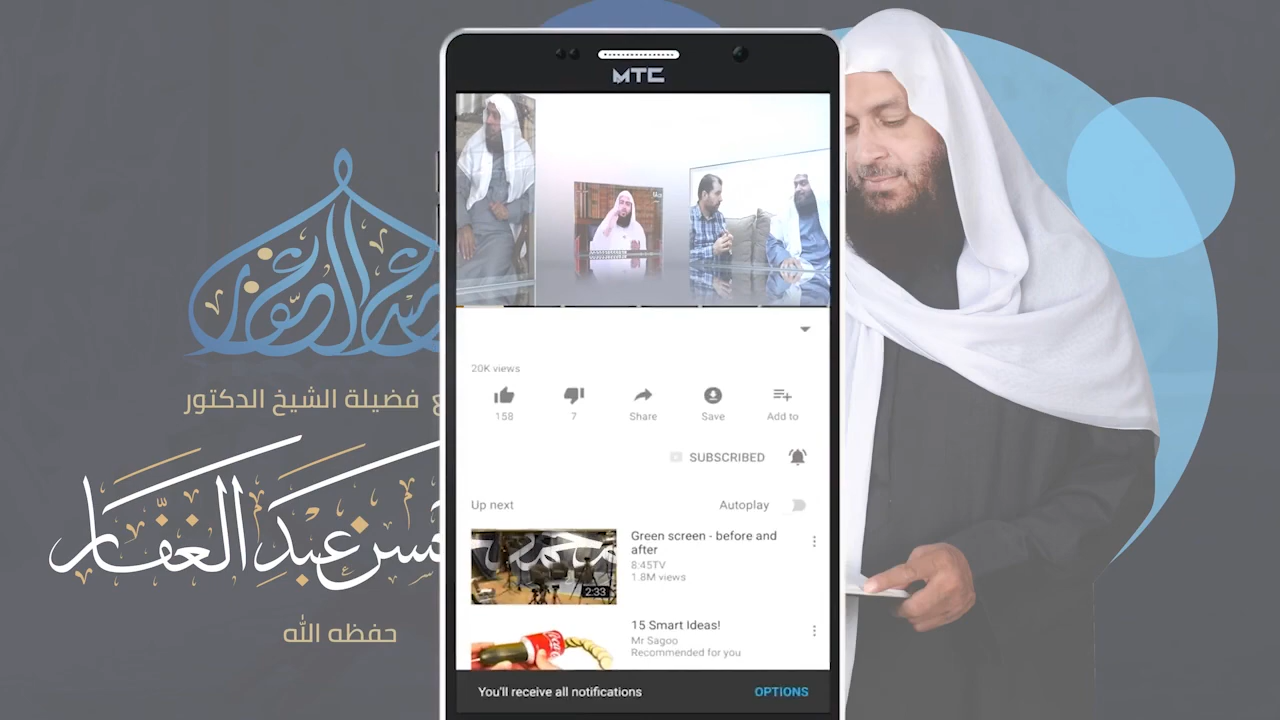 MTC
20K views
158
7
Share
Save
Add to
SUBSCRIBED
Up next
Autoplay
Green screen - before and
after
8:45TV
1.8M views
2:33
15 Smart Ideas!
Mr Sagoo
Recommended for you
You'll receive all notifications
OPTIONS
فضيلة الشيخ الدكتور
عبد الغفار
حفظه الله